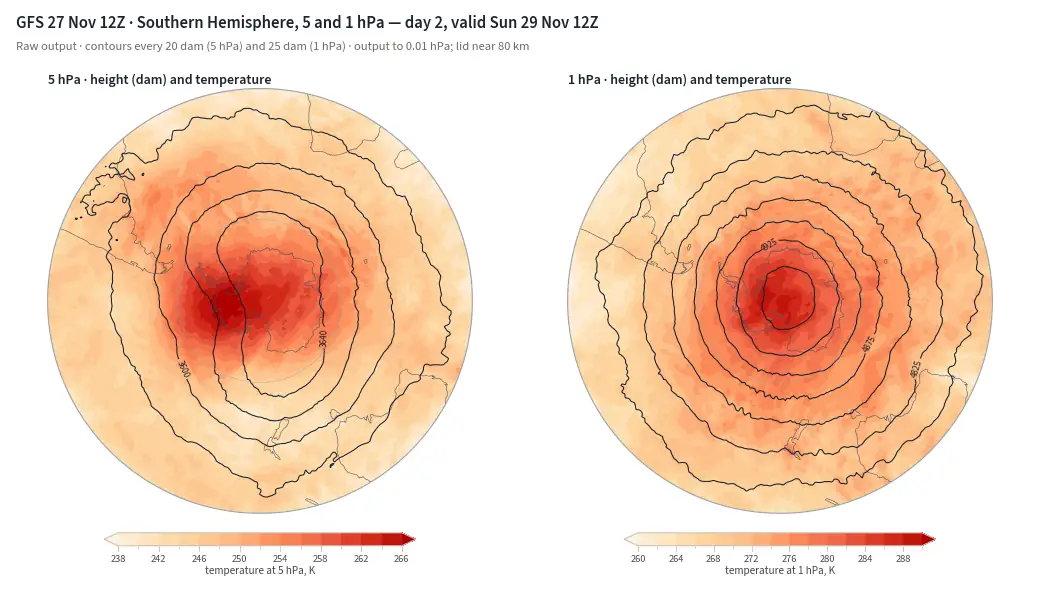 GFS 27 Nov 12Z · Southern Hemisphere, 5 and 1 hPa — day 2, valid Sun 29 Nov 12Z
Raw output · contours every 20 dam (5 hPa) and 25 dam (1 hPa) · output to 0.01 hPa; lid near 80 km
5 hPa · height (dam) and temperature
1 hPa · height (dam) and temperature
3640
3600
4925
4875
4825
238 242 246 250 254 258 262 266
temperature at 5 hPa, K
260 264 268 272 276 280 284 288
temperature at 1 hPa, K